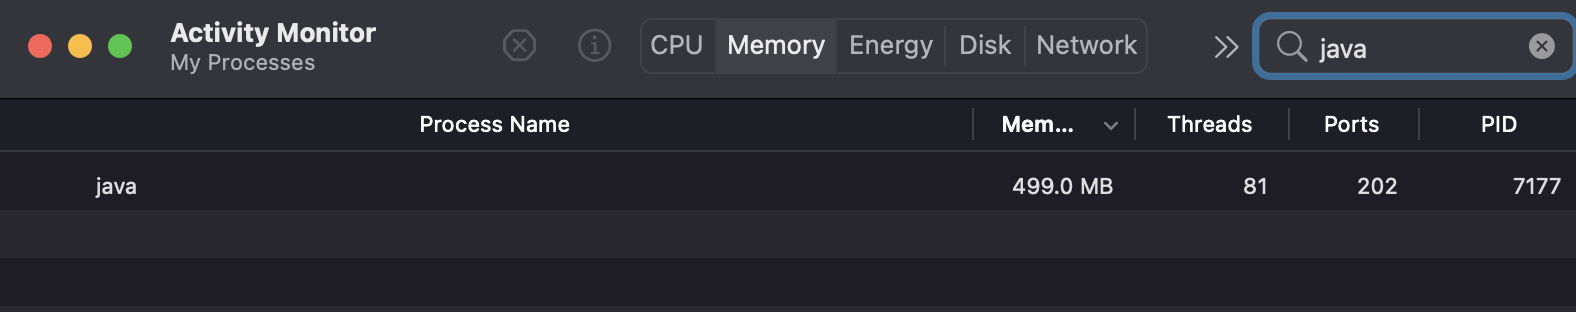 Activity Monitor
My Processes
CPU Memory Energy Disk Network
java
Process Name Mem... Threads Ports PID
java 499.0 MB 81 202 7177